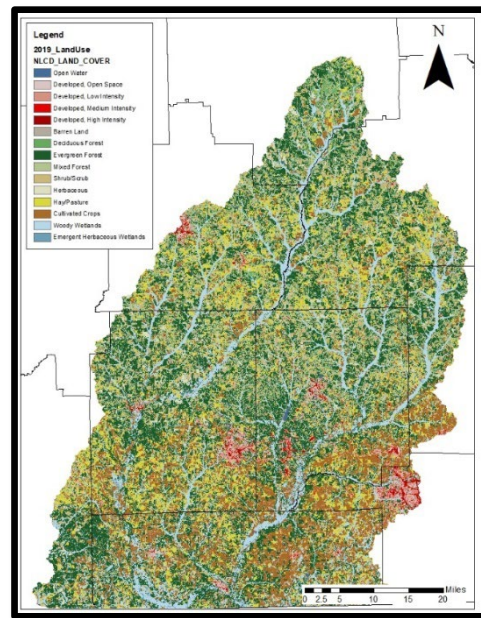 Legend
2019_LandUse
NLCD_LAND_COVER
Open Water
Developed, Open Space
Developed, Low Intensity
Developed, Medium Intensity
Developed, High Intensity
Barren Land
Deciduous Forest
Evergreen Forest
Mixed Forest
Shrub/Scrub
Herbaceous
Hay/Pasture
Cultivated Crops
Woody Wetlands
Emergent Herbaceous Wetlands
N
Miles
0 2.5 5 10 15 20